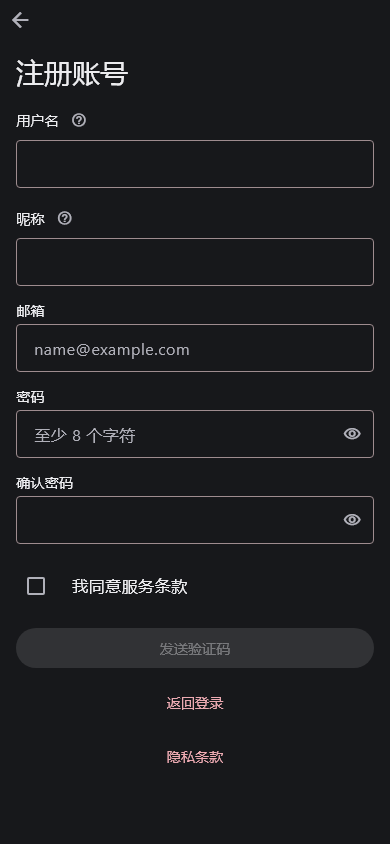 注册账号
用户名
昵称
邮箱
name@example.com
密码
至少 8 个字符
确认密码
我同意服务条款
发送验证码
返回登录
隐私条款